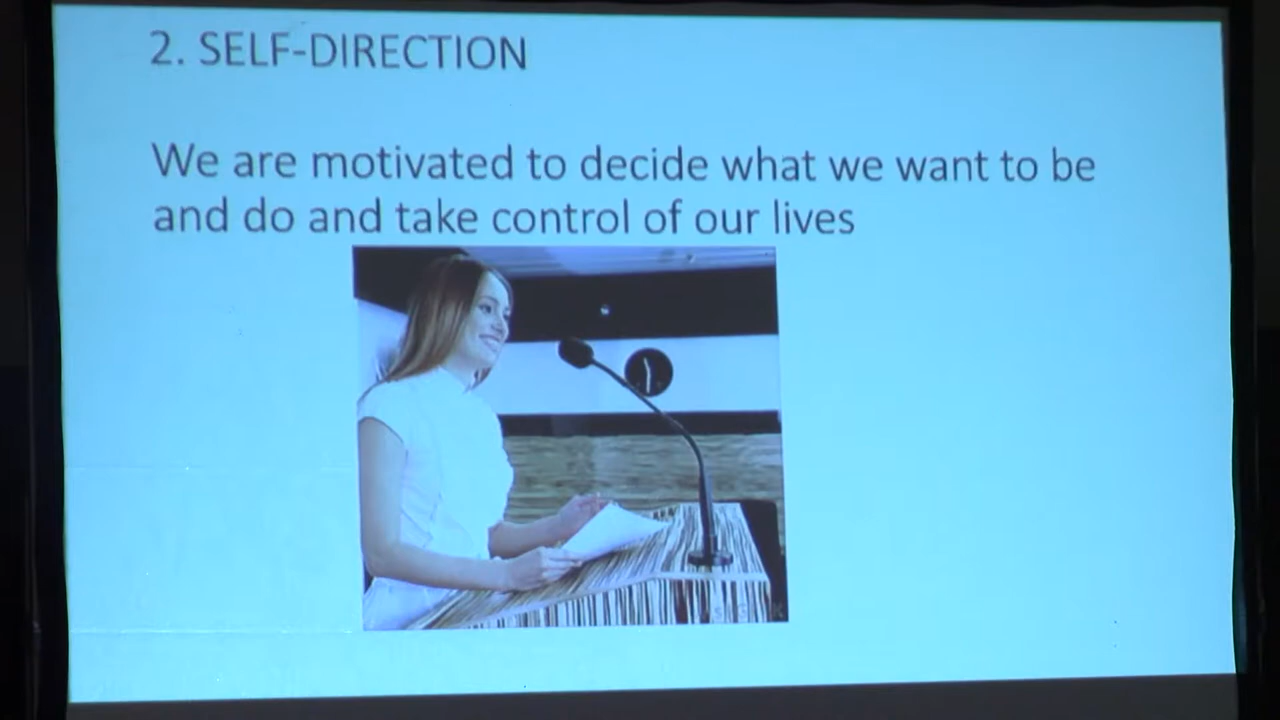 2. SELF-DIRECTION
We are motivated to decide what we want to be
and do and take control of our lives